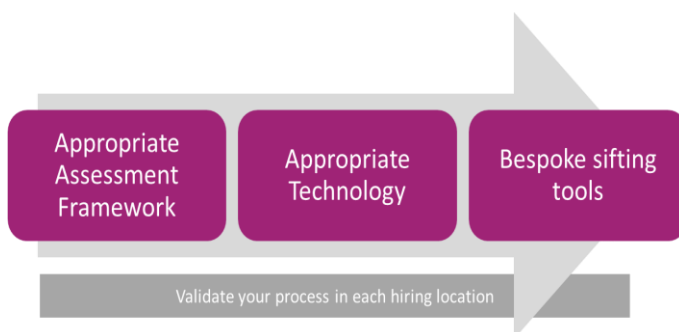 Appropriate
Assessment
Framework
Appropriate
Technology
Bespoke sifting
tools
Validate your process in each hiring location